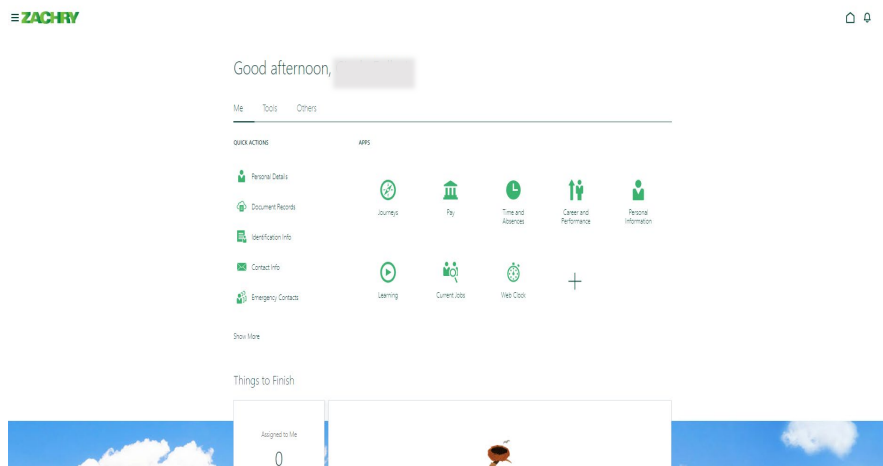 ZACHRY
Good afternoon,
Me Tools Others
QUICK ACTIONS
APPS
Personal Details
Document Records
Identification Info
Contact Info
Emergency Contacts
Show More
Journeys
Pay
Time and
Absences
Career and
Performance
Personal
Information
Learning
Current Jobs
Web Clock
Things to Finish
Assigned to Me
0